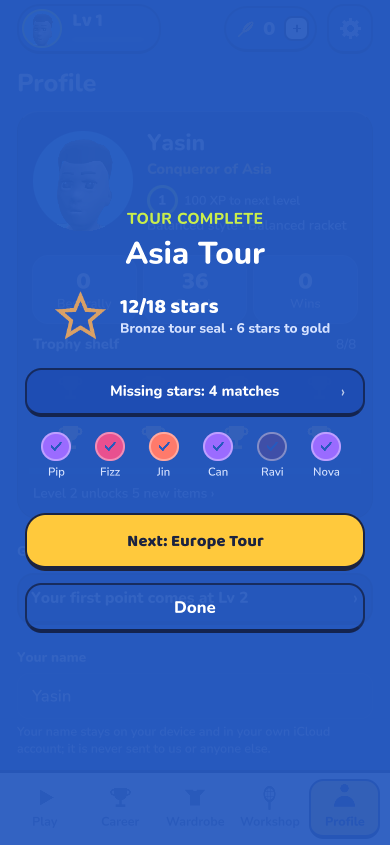 Lv 1
0
Profile
Yasin
Conqueror of Asia
1
100 XP to next level
balanced racket
TOUR COMPLETE
Asia Tour
0
36
0
Wins
12/18 stars
Bronze tour seal · 6 stars to gold
Trophy shelf
8/8
Missing stars: 4 matches
Pip
Fizz
Jin
Can
Ravi
Nova
Level 2 unlocks 5 new items ›
Next: Europe Tour
Your first point comes at Lv 2
Done
Your name
Yasin
Your name stays on your device and in your own iCloud
account; it is never sent to us or anyone else.
Play
Career
Wardrobe
Workshop
Profile